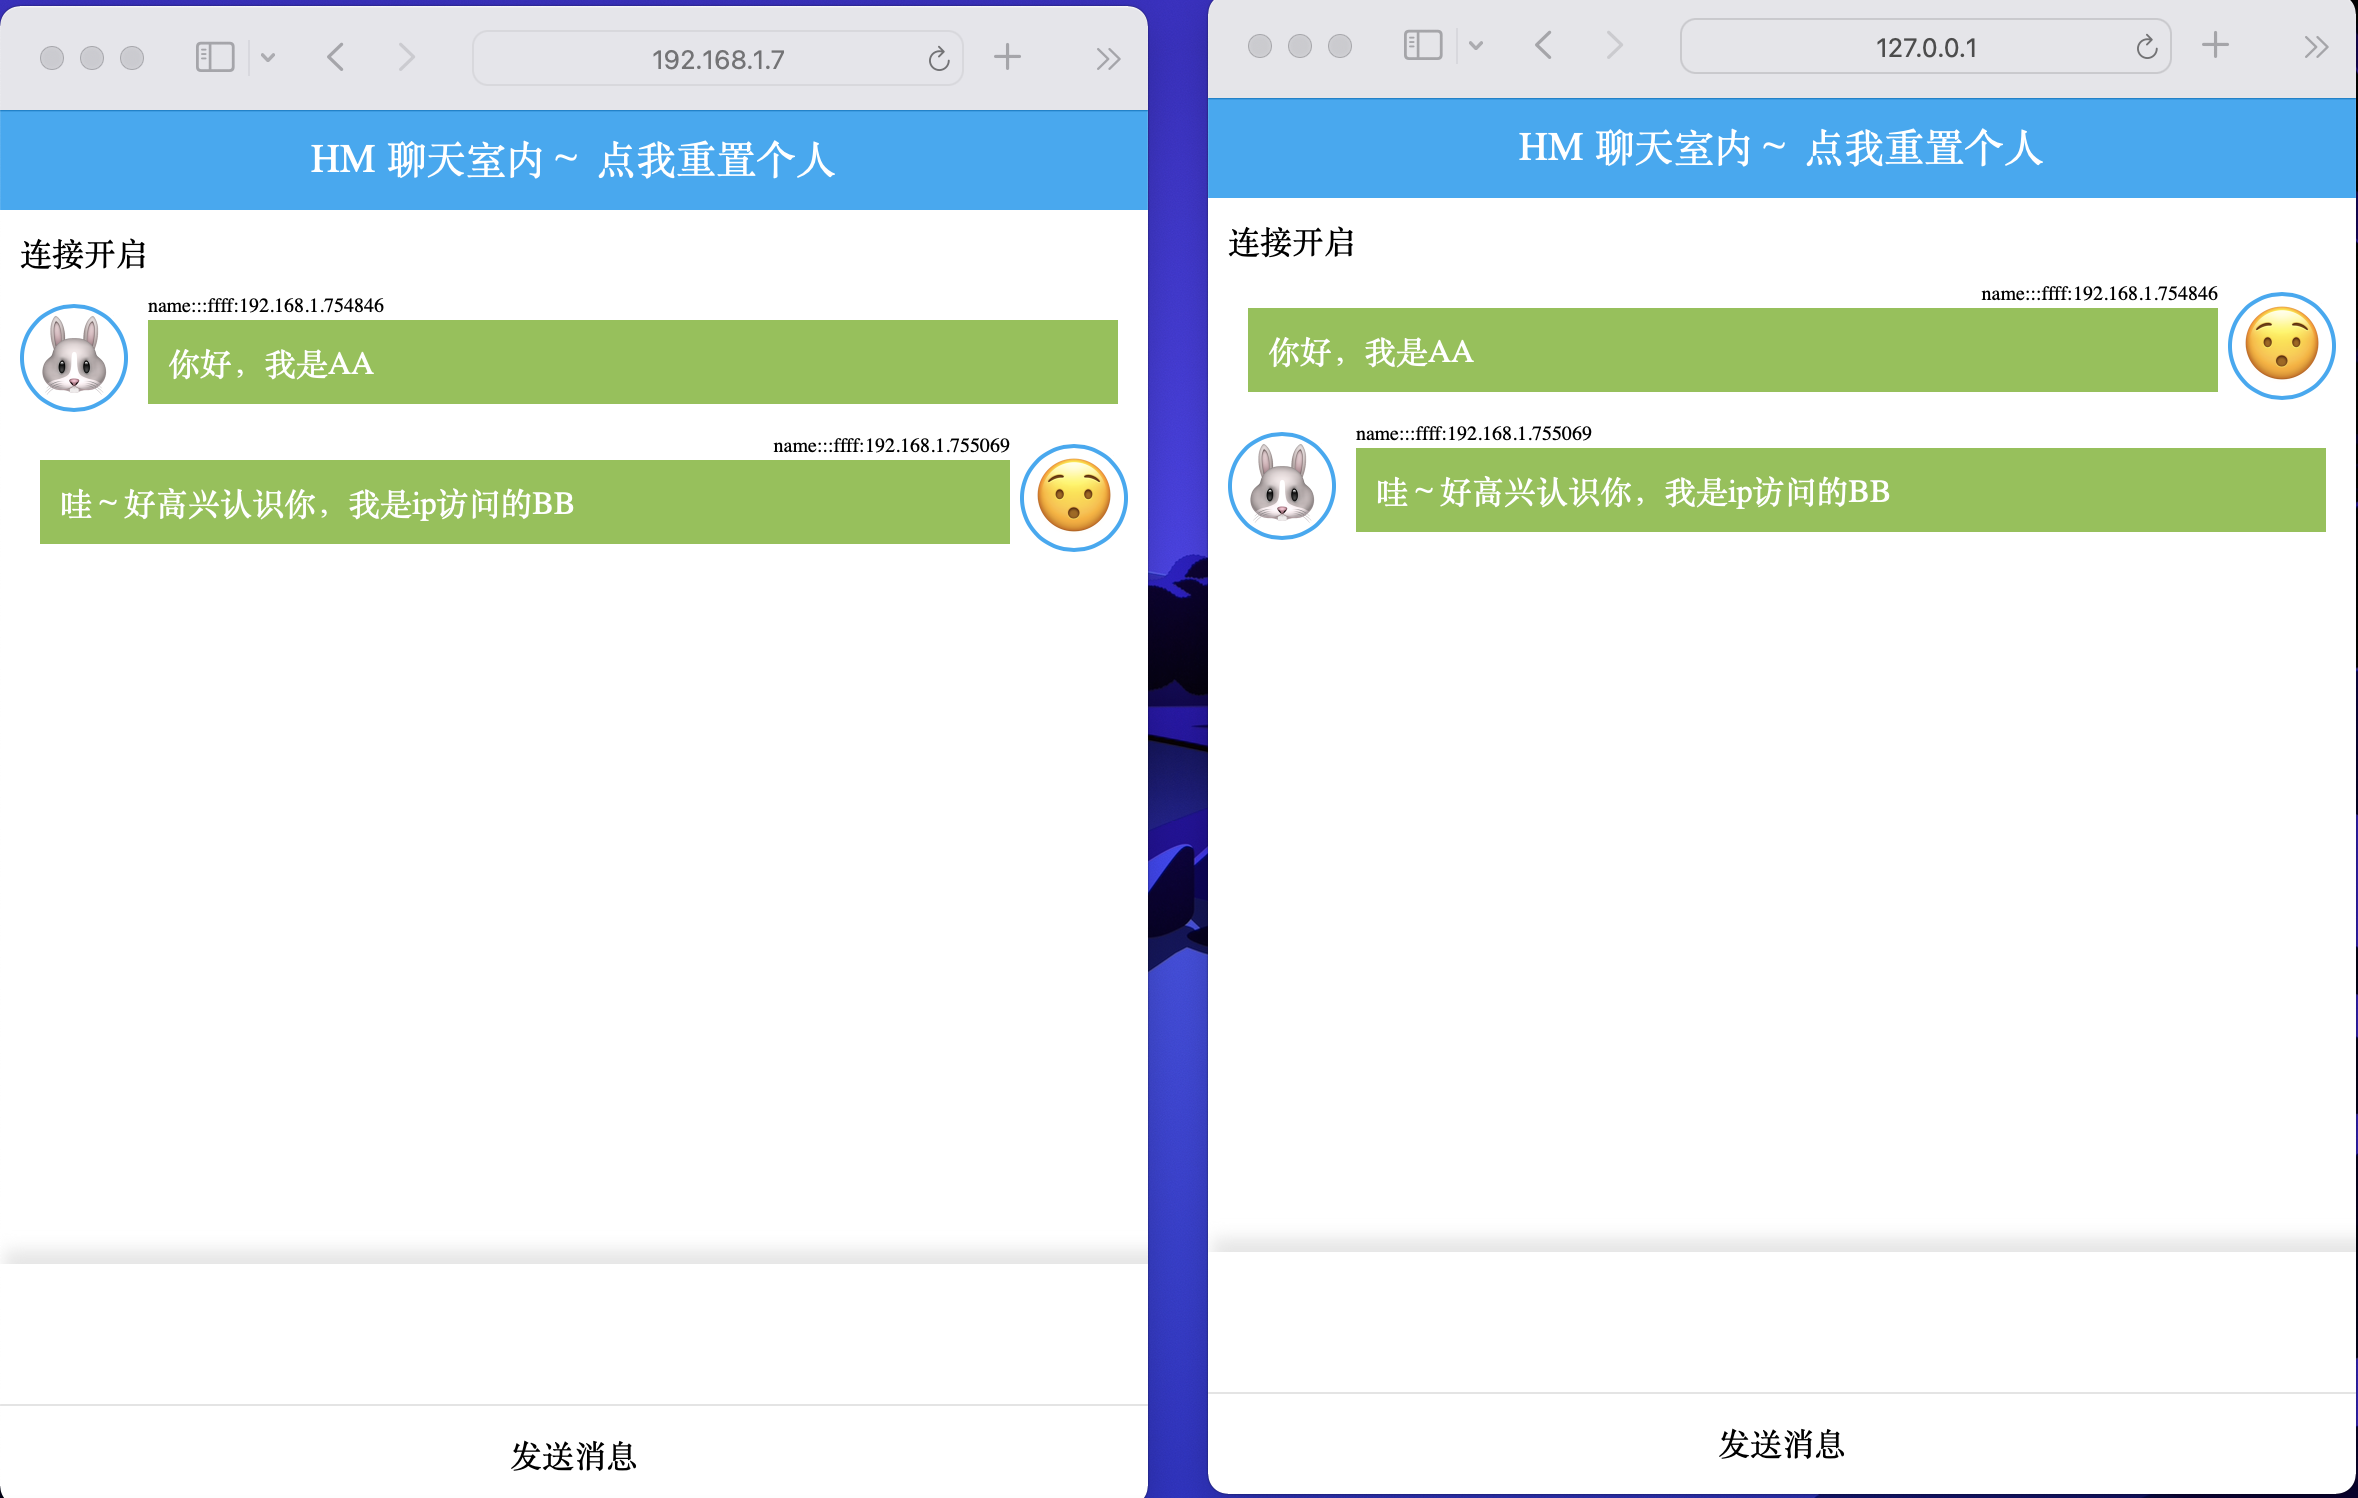 192.168.1.7
HM 聊天室内~ 点我重置个人
连接开启
name:::ffff:192.168.1.754846
你好，我是AA
name:::ffff:192.168.1.755069
哇~好高兴认识你，我是ip访问的BB
发送消息
127.0.0.1
HM 聊天室内~ 点我重置个人
连接开启
name:::ffff:192.168.1.754846
你好，我是AA
name:::ffff:192.168.1.755069
哇~好高兴认识你，我是ip访问的BB
发送消息